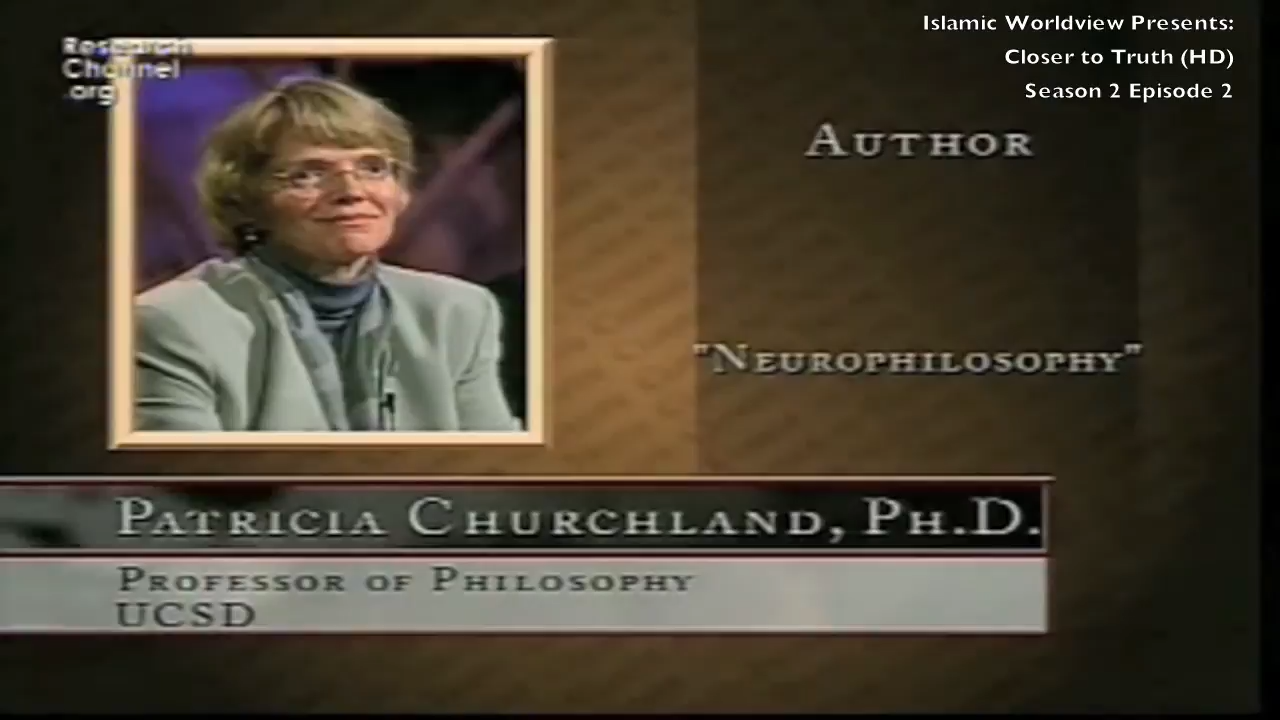 Research
Channel
.org
Islamic Worldview Presents:
Closer to Truth (HD)
Season 2 Episode 2
AUTHOR
"NEUROPHILOSOPHY"
PATRICIA CHURCHLAND, PH.D.
PROFESSOR OF PHILOSOPHY
UCSD